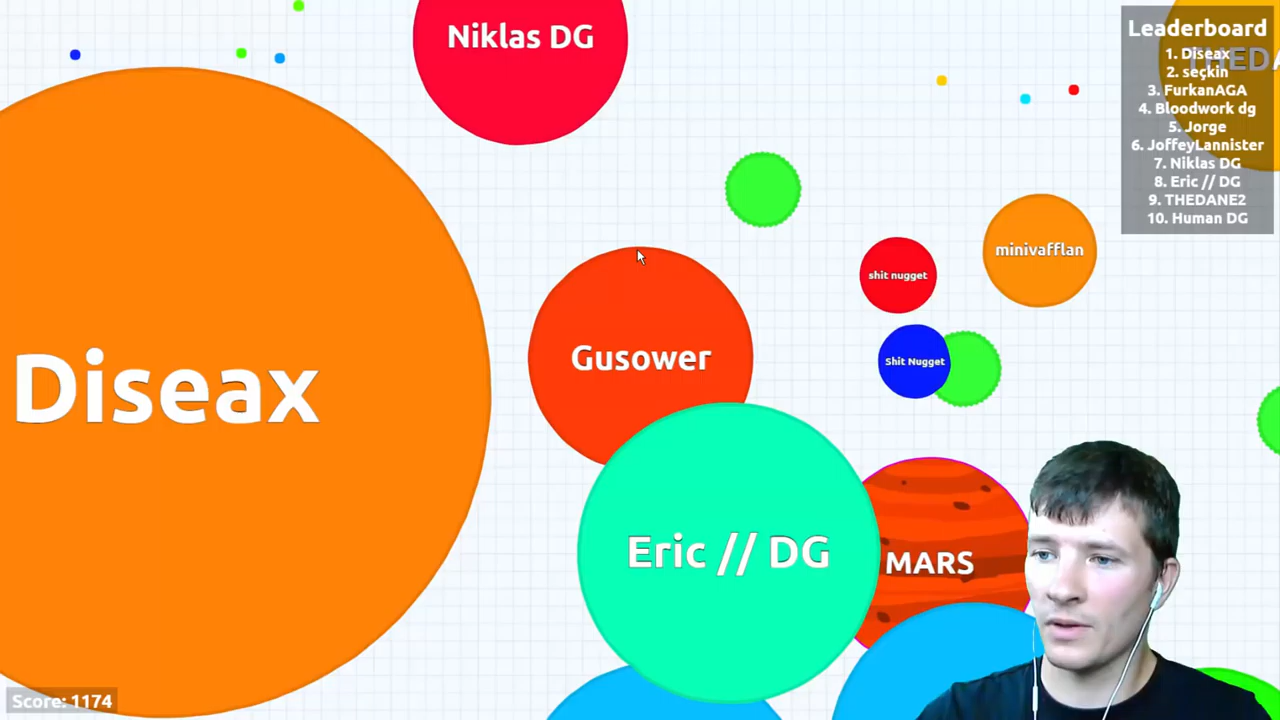 Niklas DG
Leaderboard
1. Diseax
THEDA
2. seçkin
3. FurkanAGA
4. Bloodwork dg
5. Jorge
6. JoffeyLannister
7. Niklas DG
8. Eric // DG
9. THEDANE2
10. Human DG
minivafflan
shit nugget
Gusower
Shit Nugget
Diseax
Eric // DG
MARS
Score: 1174